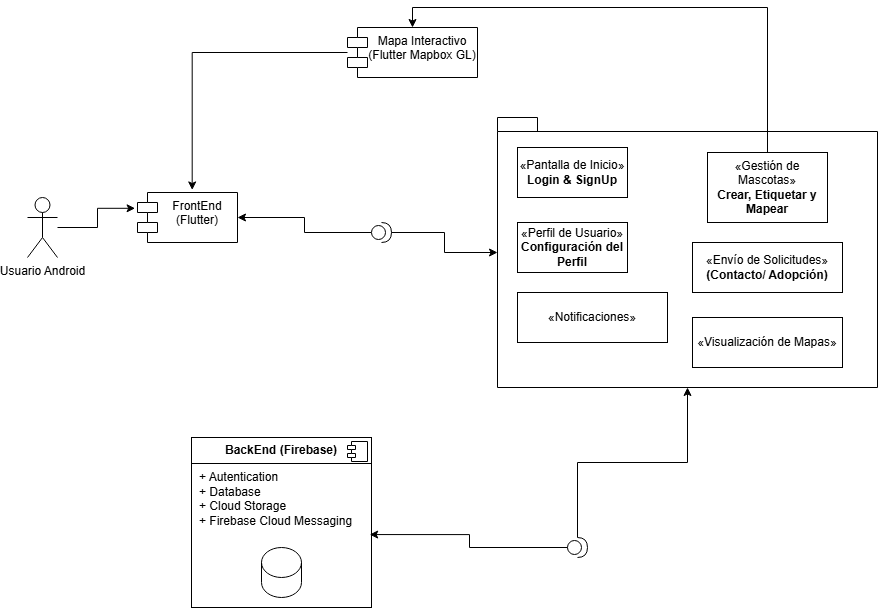 Mapa Interactivo
(Flutter Mapbox GL)
«Pantalla de Inicio»
Login & SignUp
«Gestión de
Mascotas»
Crear, Etiquetar y
Mapear
FrontEnd
(Flutter)
Usuario Android
«Perfil de Usuario»
Configuración del
Perfil
«Envío de Solicitudes»
(Contacto/ Adopción)
«Notificaciones»
«Visualización de Mapas»
BackEnd (Firebase)
+ Autentication
+ Database
+ Cloud Storage
+ Firebase Cloud Messaging